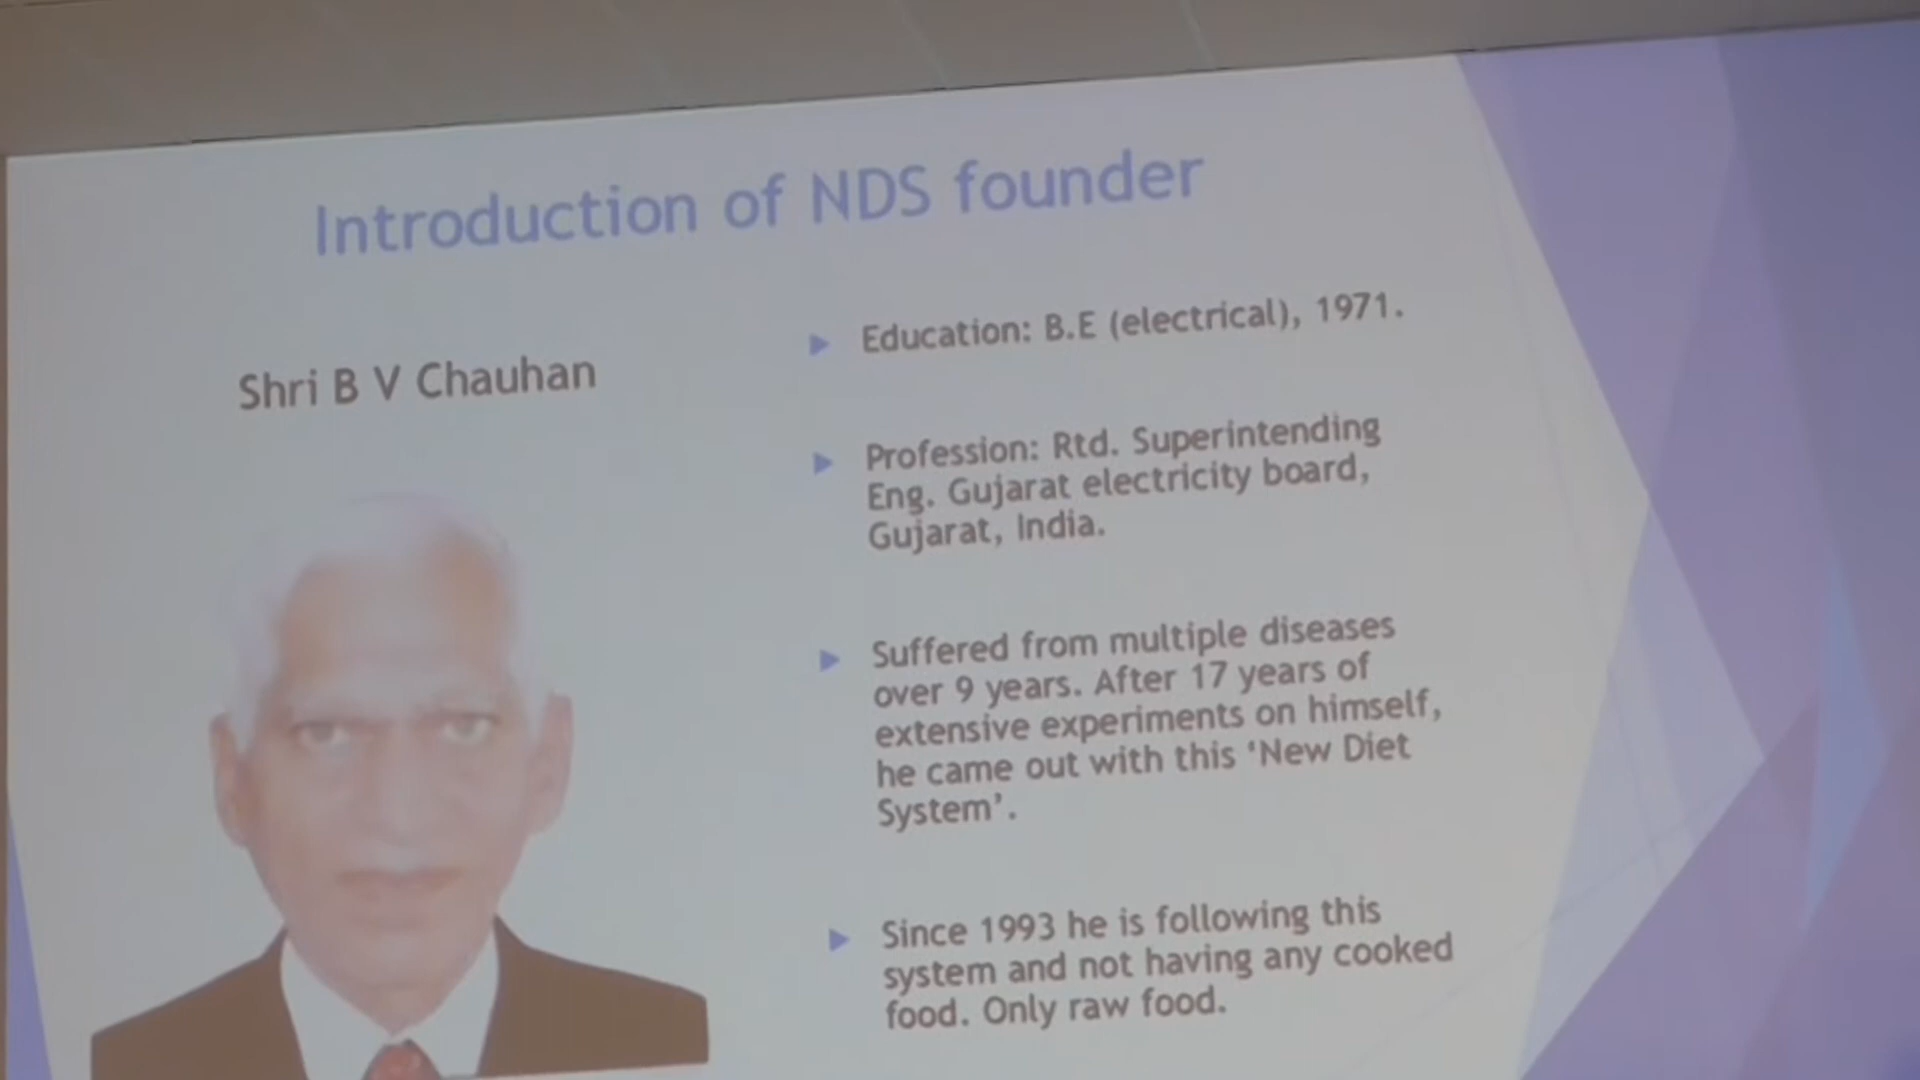 Introduction of NDS founder
Shri B V Chauhan
Education: B.E (electrical), 1971.
Profession: Rtd. Superintending
Eng. Gujarat electricity board,
Gujarat, India.
Suffered from multiple diseases
over 9 years. After 17 years of
extensive experiments on himself,
he came out with this ‘New Diet
System’.
Since 1993 he is following this
system and not having any cooked
food. Only raw food.